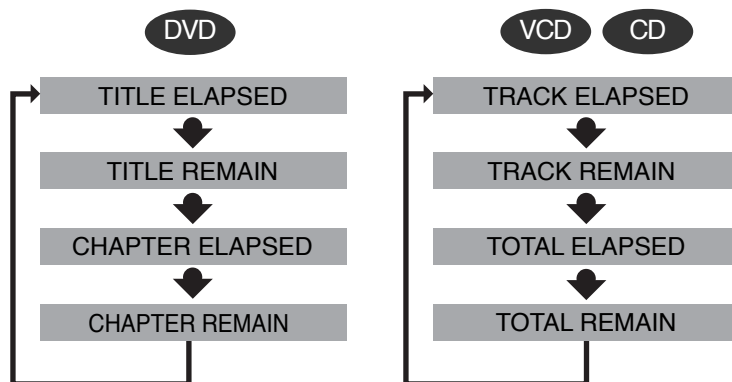 DVD
TITLE ELAPSED
TITLE REMAIN
CHAPTER ELAPSED
CHAPTER REMAIN
VCD CD
TRACK ELAPSED
TRACK REMAIN
TOTAL ELAPSED
TOTAL REMAIN